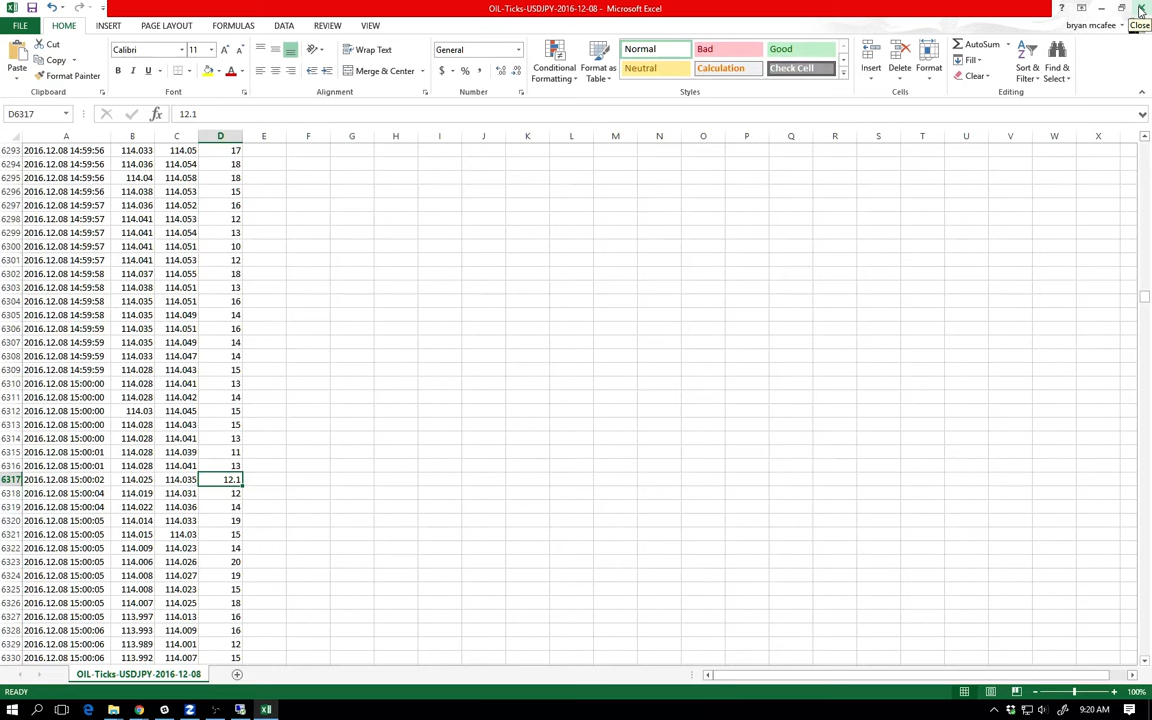 OIL-Ticks-USDJPY-2016-12-08 - Microsoft Excel
?
FILE HOME INSERT PAGE LAYOUT FORMULAS DATA REVIEW VIEW bryan mcafee Close
Cut
Copy
Format Painter
Paste
Clipboard
Calibri 11
B I U
Font
Wrap Text
Merge & Center
Alignment
General
$ % ,
Number
Conditional Formatting
Format as Table
Normal Bad Good
Neutral Calculation Check Cell
Styles
Insert Delete Format
Cells
AutoSum
Fill
Clear
Sort & Filter
Find & Select
Editing
D6317 fx 12.1
A B C D E F G H I J K L M N O P Q R S T U V W X
6293 2016.12.08 14:59:56 114.033 114.05 17
6294 2016.12.08 14:59:56 114.036 114.054 18
6295 2016.12.08 14:59:56 114.04 114.058 18
6296 2016.12.08 14:59:56 114.038 114.053 15
6297 2016.12.08 14:59:57 114.036 114.052 16
6298 2016.12.08 14:59:57 114.041 114.053 12
6299 2016.12.08 14:59:57 114.041 114.054 13
6300 2016.12.08 14:59:57 114.041 114.051 10
6301 2016.12.08 14:59:57 114.041 114.053 12
6302 2016.12.08 14:59:58 114.037 114.055 18
6303 2016.12.08 14:59:58 114.038 114.051 13
6304 2016.12.08 14:59:58 114.035 114.051 16
6305 2016.12.08 14:59:58 114.035 114.049 14
6306 2016.12.08 14:59:59 114.035 114.051 16
6307 2016.12.08 14:59:59 114.035 114.049 14
6308 2016.12.08 14:59:59 114.033 114.047 14
6309 2016.12.08 14:59:59 114.028 114.043 15
6310 2016.12.08 15:00:00 114.028 114.041 13
6311 2016.12.08 15:00:00 114.028 114.042 14
6312 2016.12.08 15:00:00 114.03 114.045 15
6313 2016.12.08 15:00:00 114.028 114.043 15
6314 2016.12.08 15:00:00 114.028 114.041 13
6315 2016.12.08 15:00:01 114.028 114.039 11
6316 2016.12.08 15:00:01 114.028 114.041 13
6317 2016.12.08 15:00:02 114.025 114.035 12.1
6318 2016.12.08 15:00:04 114.019 114.031 12
6319 2016.12.08 15:00:04 114.022 114.036 14
6320 2016.12.08 15:00:05 114.014 114.033 19
6321 2016.12.08 15:00:05 114.015 114.03 15
6322 2016.12.08 15:00:05 114.009 114.023 14
6323 2016.12.08 15:00:05 114.006 114.026 20
6324 2016.12.08 15:00:05 114.008 114.027 19
6325 2016.12.08 15:00:05 114.008 114.023 15
6326 2016.12.08 15:00:05 114.007 114.025 18
6327 2016.12.08 15:00:05 113.997 114.013 16
6328 2016.12.08 15:00:06 113.993 114.009 16
6329 2016.12.08 15:00:06 113.989 114.001 12
6330 2016.12.08 15:00:06 113.992 114.007 15
OIL-Ticks-USDJPY-2016-12-08
READY 100%
9:20 AM